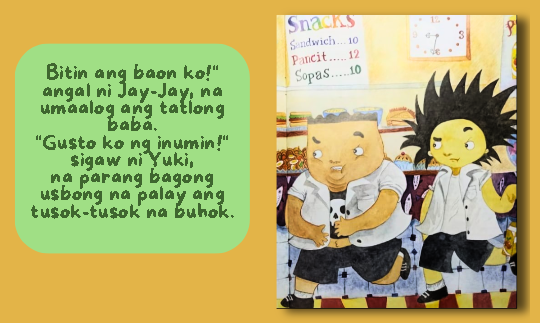 Bitin ang baon ko!"
angal ni Jay-Jay, na
umaalog ang tatlong
baba.
"Gusto ko ng inumin!"
sigaw ni Yuki,
na parang bagong
usbong na palay ang
tusok-tusok na buhok.
Snacks
Sandwich....10
Pancit.....12
Sopas.....10
12